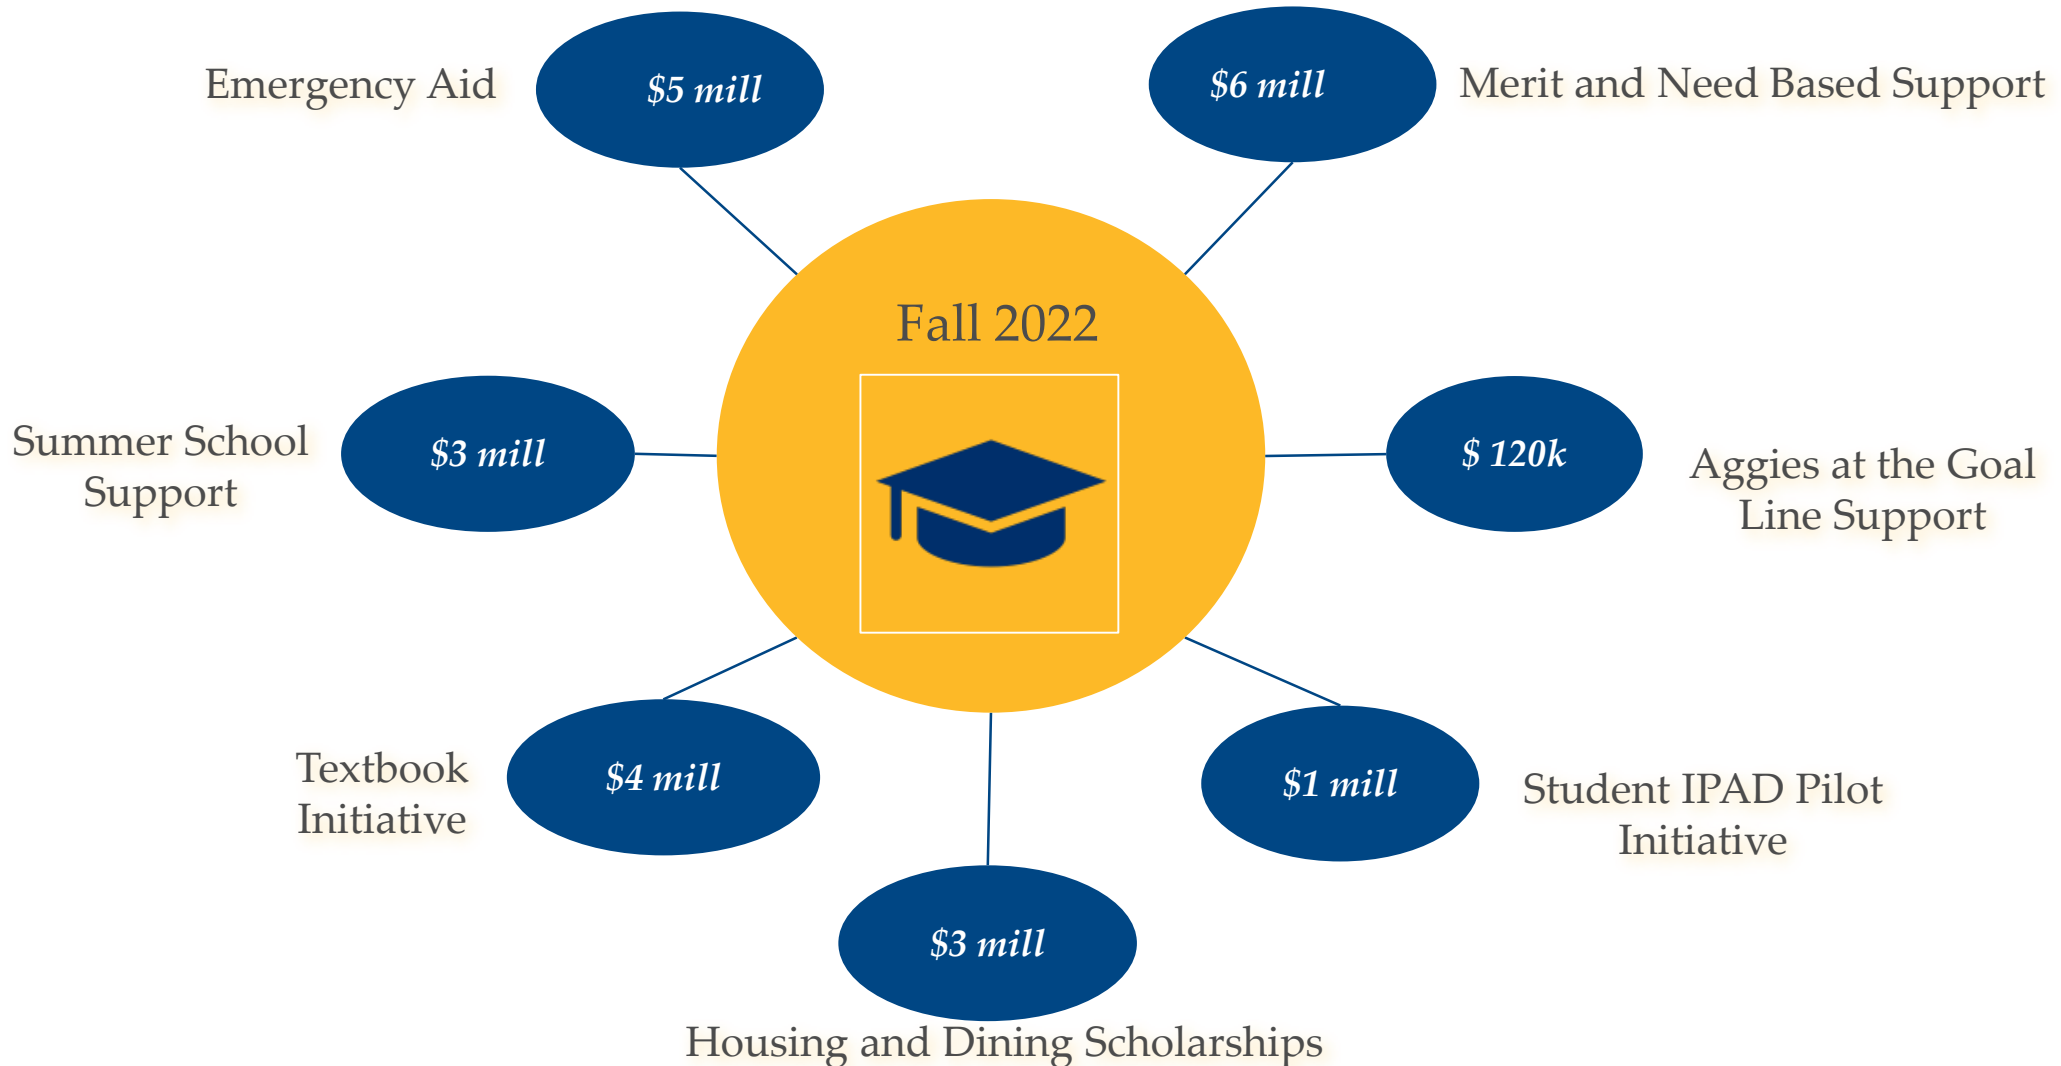 Emergency Aid
$5 mill
$6 mill
Merit and Need Based Support
Fall 2022
Summer School
Support
$3 mill
$ 120k
Aggies at the Goal
Line Support
Textbook
Initiative
$4 mill
$1 mill
Student IPAD Pilot
Initiative
$3 mill
Housing and Dining Scholarships